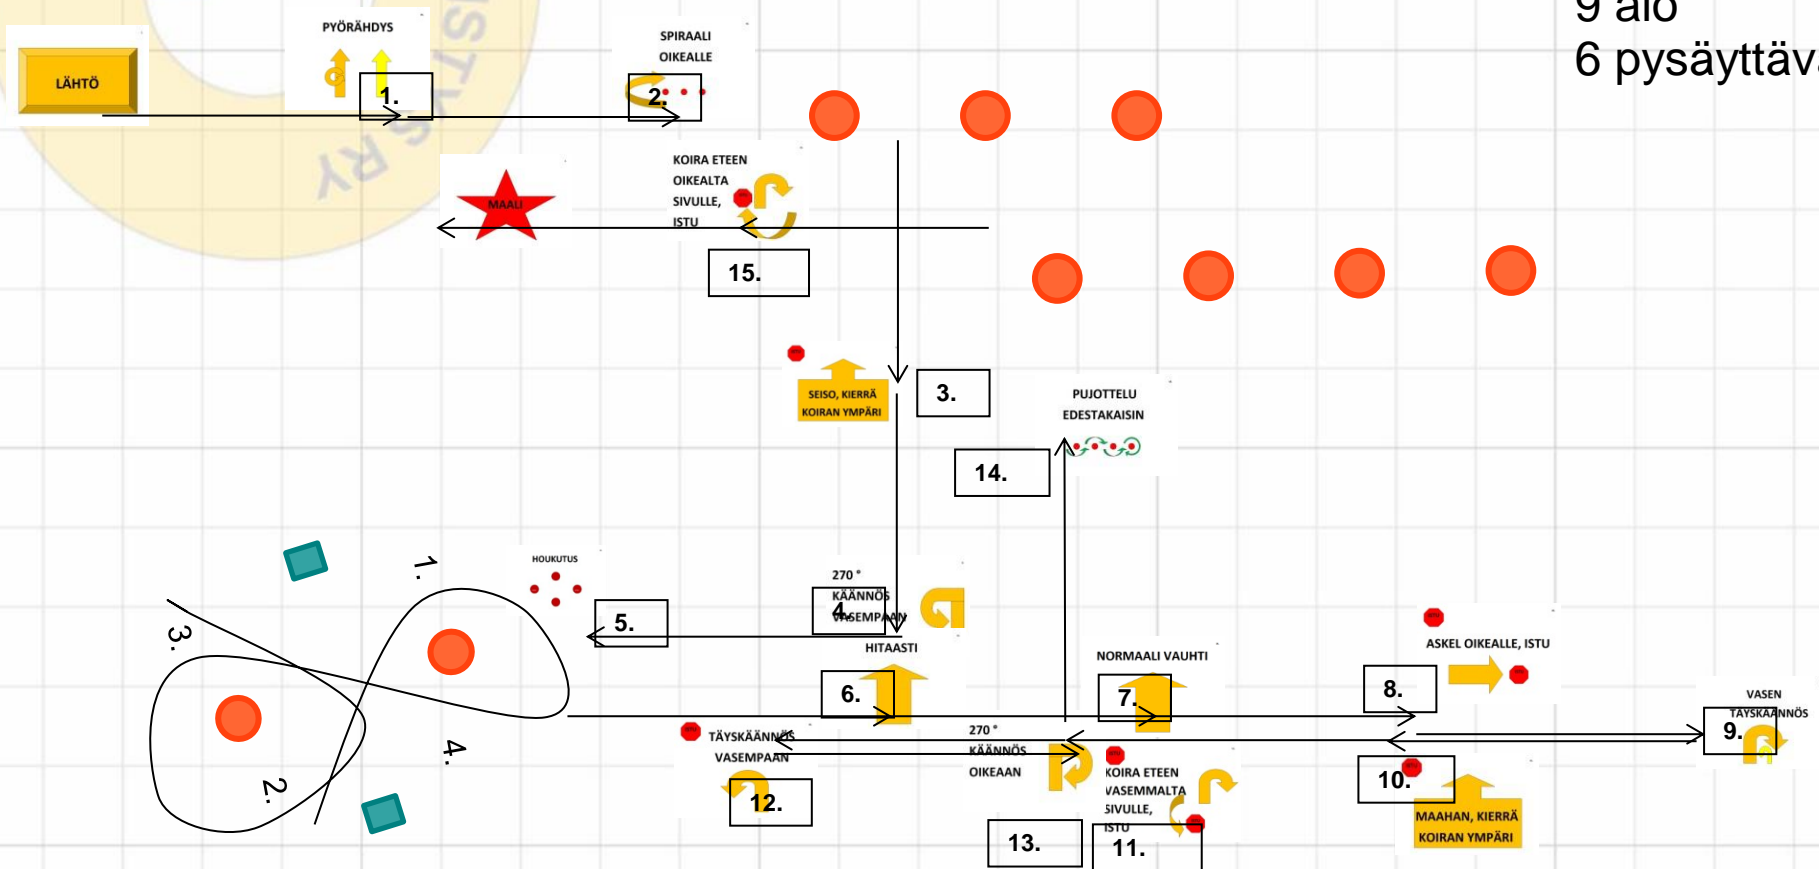 9 alo
6 pysäyttävä
STYS RY
LÄHTÖ
PYÖRÄHDYS
1.
SPIRAALI
OIKEALLE
2.
MAALI
KOIRA ETEEN
OIKEALTA
SIVULLE,
ISTU
15.
SEISO, KIERRÄ
KOIRAN YMPÄRI
3.
PUJOTTELU
EDESTAKAISIN
14.
HOUKUTUS
1.
2.
3.
4.
5.
270 °
KÄÄNNÖS
VASEMPAAN
4.
HITAASTI
6.
NORMAALI VAUHTI
7.
ASKEL OIKEALLE, ISTU
8.
VASEN
TÄYSKÄÄNNÖS
9.
TÄYSKÄÄNNÖS
VASEMPAAN
12.
270 °
KÄÄNNÖS
OIKEAAN
13.
KOIRA ETEEN
VASEMMALTA
SIVULLE,
ISTU
11.
10.
MAAHAN, KIERRÄ
KOIRAN YMPÄRI